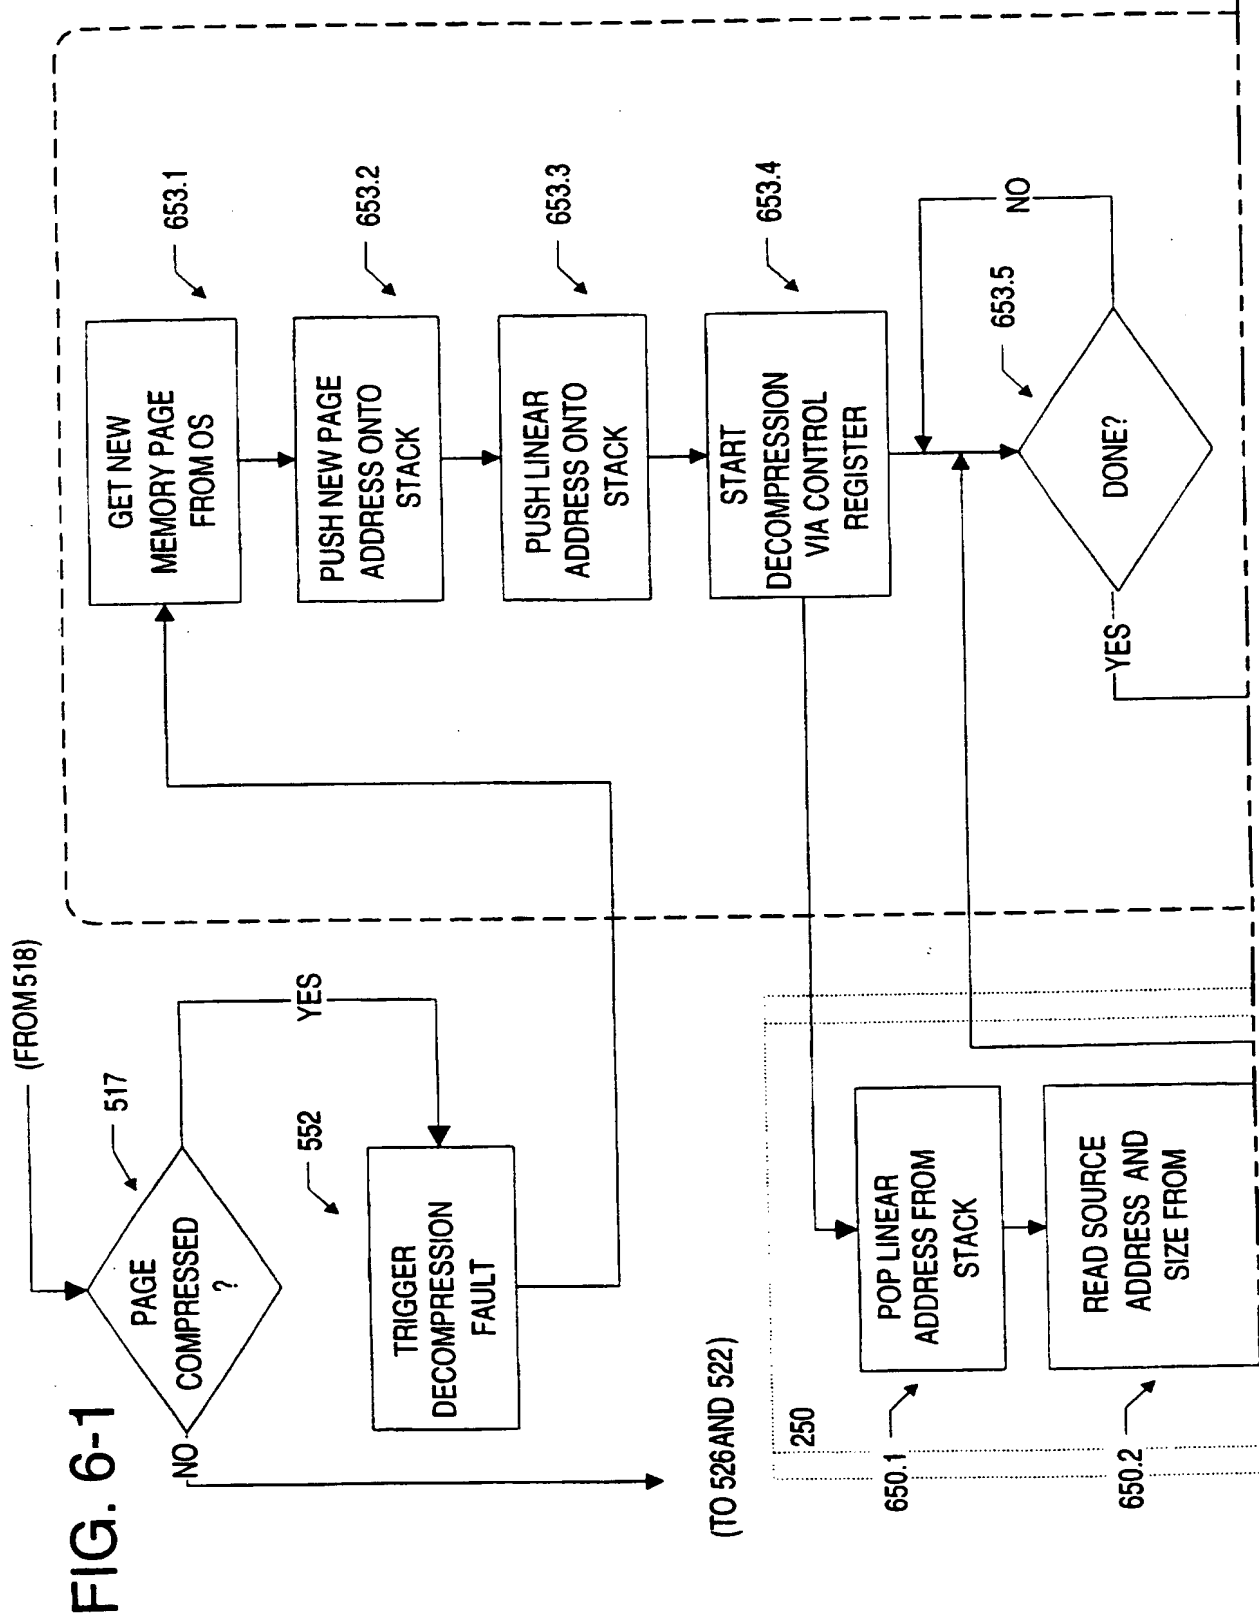 FIG. 6-1
(FROM 518)
517
PAGE
COMPRESSED
?
YES
NO
552
TRIGGER
DECOMPRESSION
FAULT
(TO 526 AND 522)
653.1
GET NEW
MEMORY PAGE
FROM OS
653.2
PUSH NEW PAGE
ADDRESS ONTO
STACK
653.3
PUSH LINEAR
ADDRESS ONTO
STACK
653.4
START
DECOMPRESSION
VIA CONTROL
REGISTER
653.5
DONE?
NO
YES
250
650.1
POP LINEAR
ADDRESS FROM
STACK
650.2
READ SOURCE
ADDRESS AND
SIZE FROM